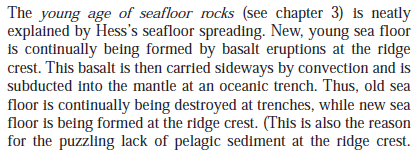 The young age of seafloor rocks (see chapter 3) is neatly
explained by Hess's seafloor spreading. New, young sea floor
is continually being formed by basalt eruptions at the ridge
crest. This basalt is then carried sideways by convection and is
subducted into the mantle at an oceanic trench. Thus, old sea
floor is continually being destroyed at trenches, while new sea
floor is being formed at the ridge crest. (This is also the reason
for the puzzling lack of pelagic sediment at the ridge crest.